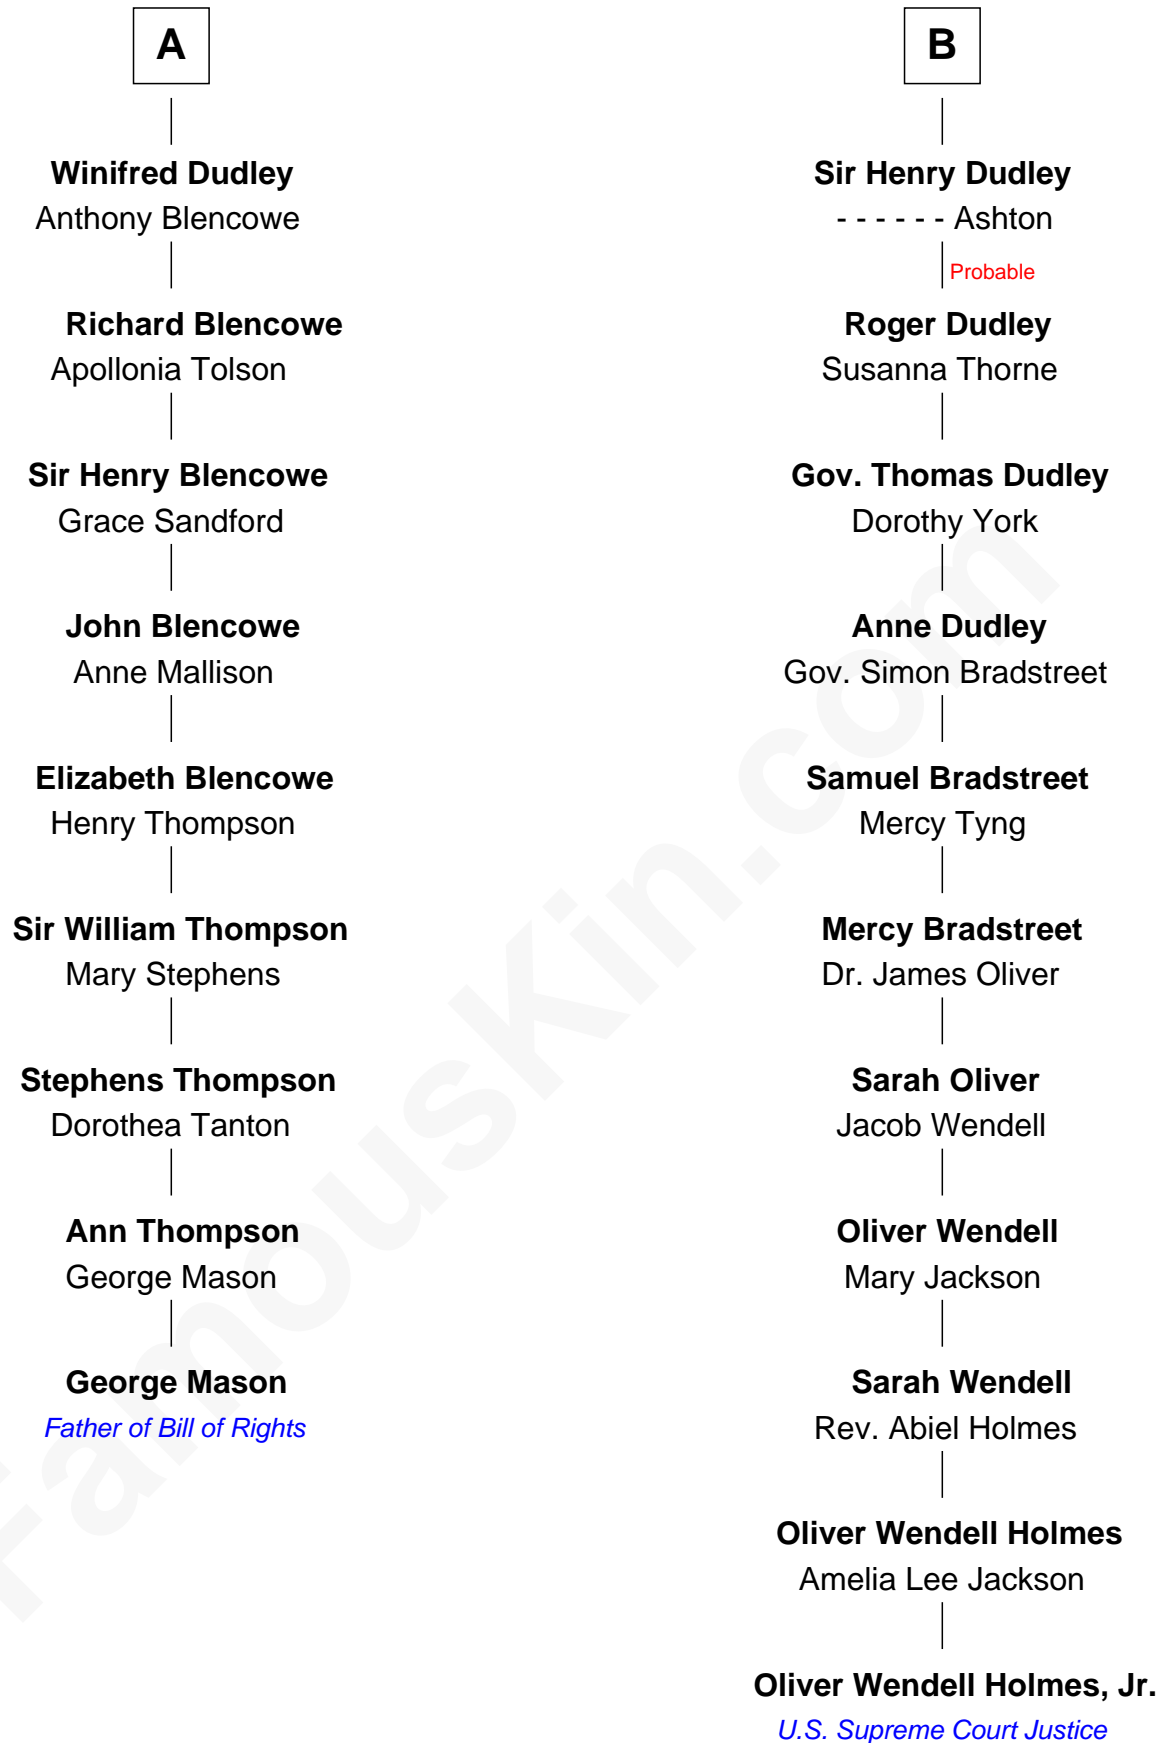 A
Winifred Dudley
Anthony Blencowe
Richard Blencowe
Apollonia Tolson
Sir Henry Blencowe
Grace Sandford
John Blencowe
Anne Mallison
Elizabeth Blencowe
Henry Thompson
Sir William Thompson
Mary Stephens
Stephens Thompson
Dorothea Tanton
Ann Thompson
George Mason
George Mason
Father of Bill of Rights
B
Sir Henry Dudley
- - - - - - Ashton
Probable
Roger Dudley
Susanna Thorne
Gov. Thomas Dudley
Dorothy York
Anne Dudley
Gov. Simon Bradstreet
Samuel Bradstreet
Mercy Tyng
Mercy Bradstreet
Dr. James Oliver
Sarah Oliver
Jacob Wendell
Oliver Wendell
Mary Jackson
Sarah Wendell
Rev. Abiel Holmes
Oliver Wendell Holmes
Amelia Lee Jackson
Oliver Wendell Holmes, Jr.
U.S. Supreme Court Justice
FamousKin.com